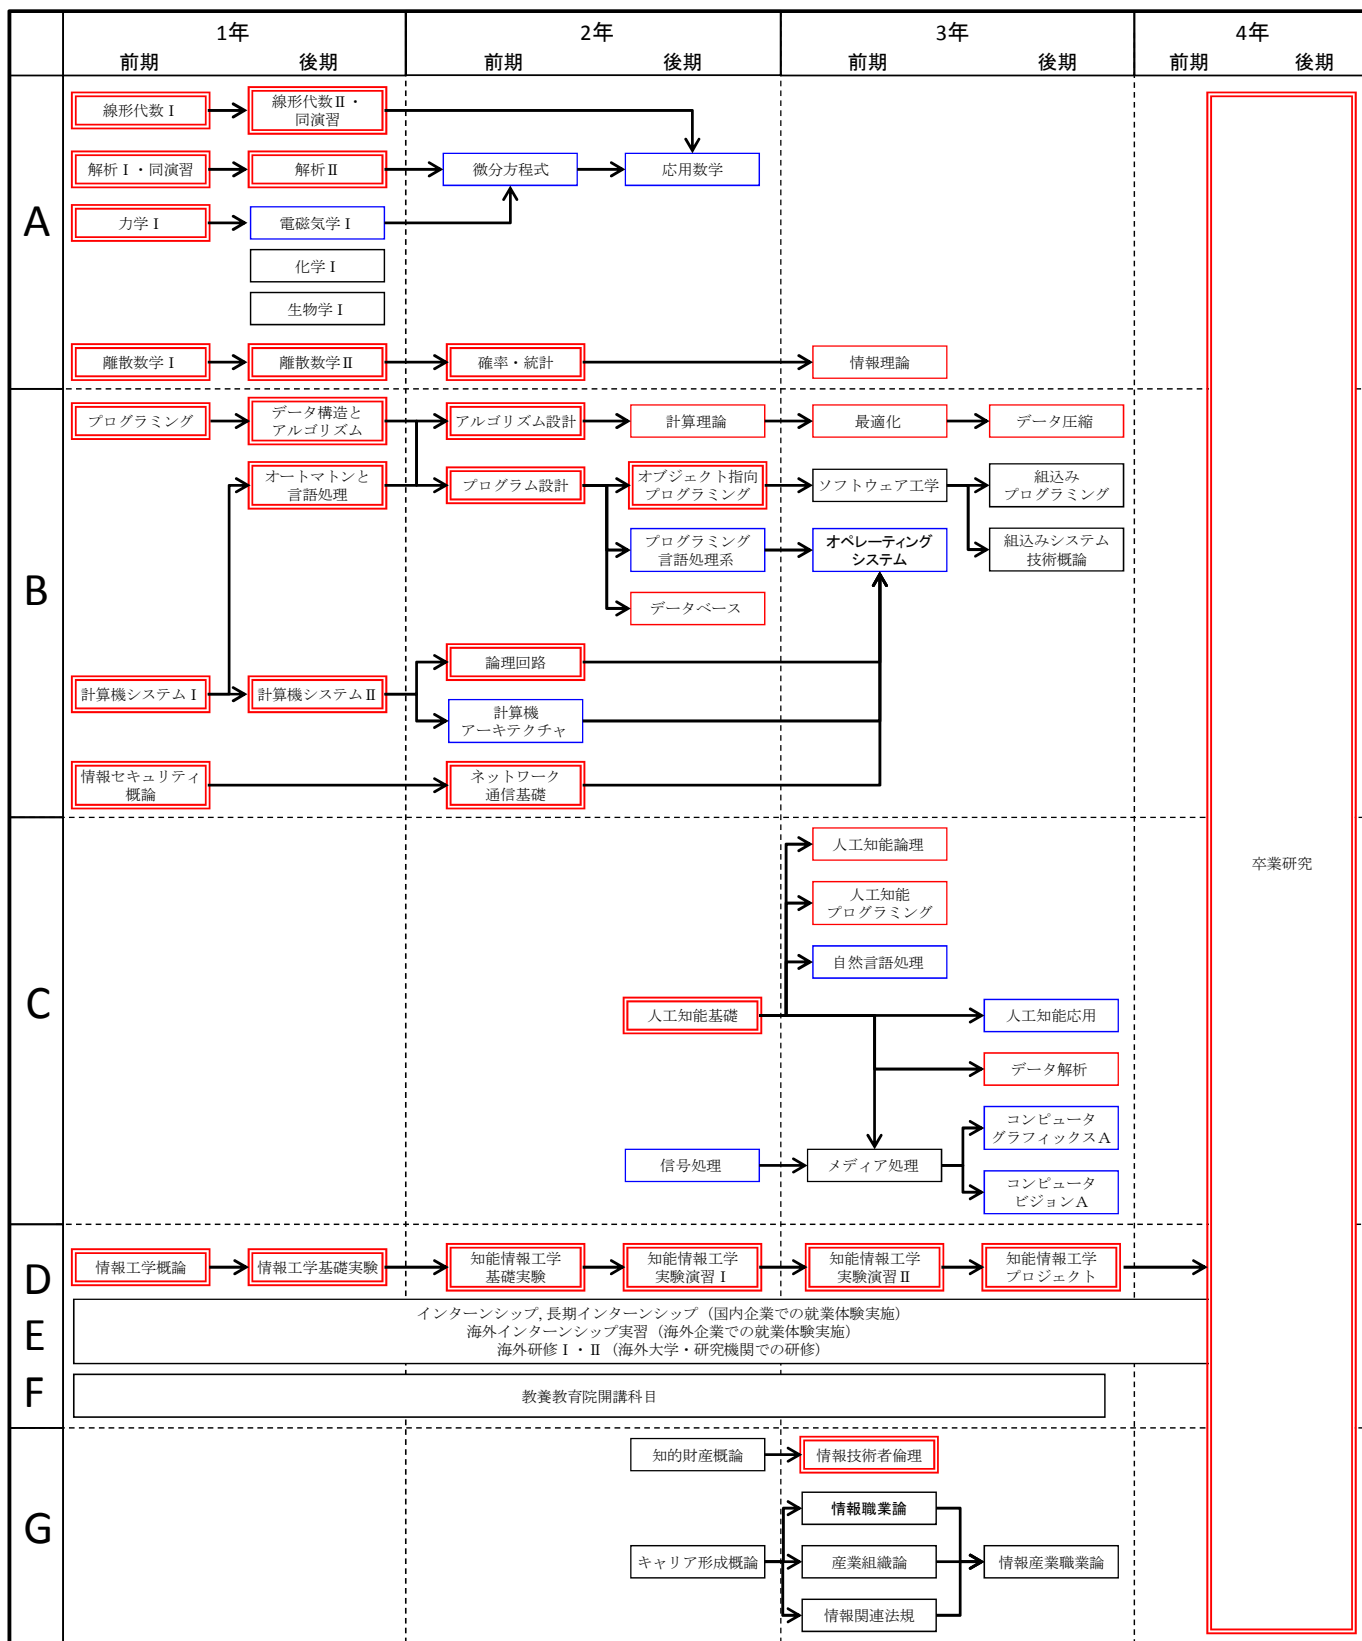 1年
2年
3年
4年
前期
後期
前期
後期
前期
後期
前期
後期
A
線形代数Ⅰ
線形代数Ⅱ・
同演習
解析Ⅰ・同演習
解析Ⅱ
微分方程式
応用数学
力学Ⅰ
電磁気学Ⅰ
化学Ⅰ
生物学Ⅰ
離散数学Ⅰ
離散数学Ⅱ
確率・統計
情報理論
B
プログラミング
データ構造と
アルゴリズム
アルゴリズム設計
計算理論
最適化
データ圧縮
オートマトンと
言語処理
プログラム設計
オブジェクト指向
プログラミング
ソフトウェア工学
組込み
プログラミング
プログラミング
言語処理系
オペレーティング
システム
組込みシステム
技術概論
データベース
論理回路
計算機システムⅠ
計算機システムⅡ
計算機
アーキテクチャ
情報セキュリティ
概論
ネットワーク
通信基礎
C
人工知能論理
人工知能
プログラミング
自然言語処理
人工知能基礎
人工知能応用
データ解析
コンピュータ
グラフィックスA
信号処理
メディア処理
コンピュータ
ビジョンA
卒業研究
D
情報工学概論
情報工学基礎実験
知能情報工学
基礎実験
知能情報工学
実験演習Ⅰ
知能情報工学
実験演習Ⅱ
知能情報工学
プロジェクト
E
インターンシップ, 長期インターンシップ（国内企業での就業体験実施）
海外インターンシップ実習（海外企業での就業体験実施）
海外研修Ⅰ・Ⅱ（海外大学・研究機関での研修）
F
教養教育院開講科目
G
知的財産概論
情報技術者倫理
情報職業論
キャリア形成概論
産業組織論
情報産業職業論
情報関連法規